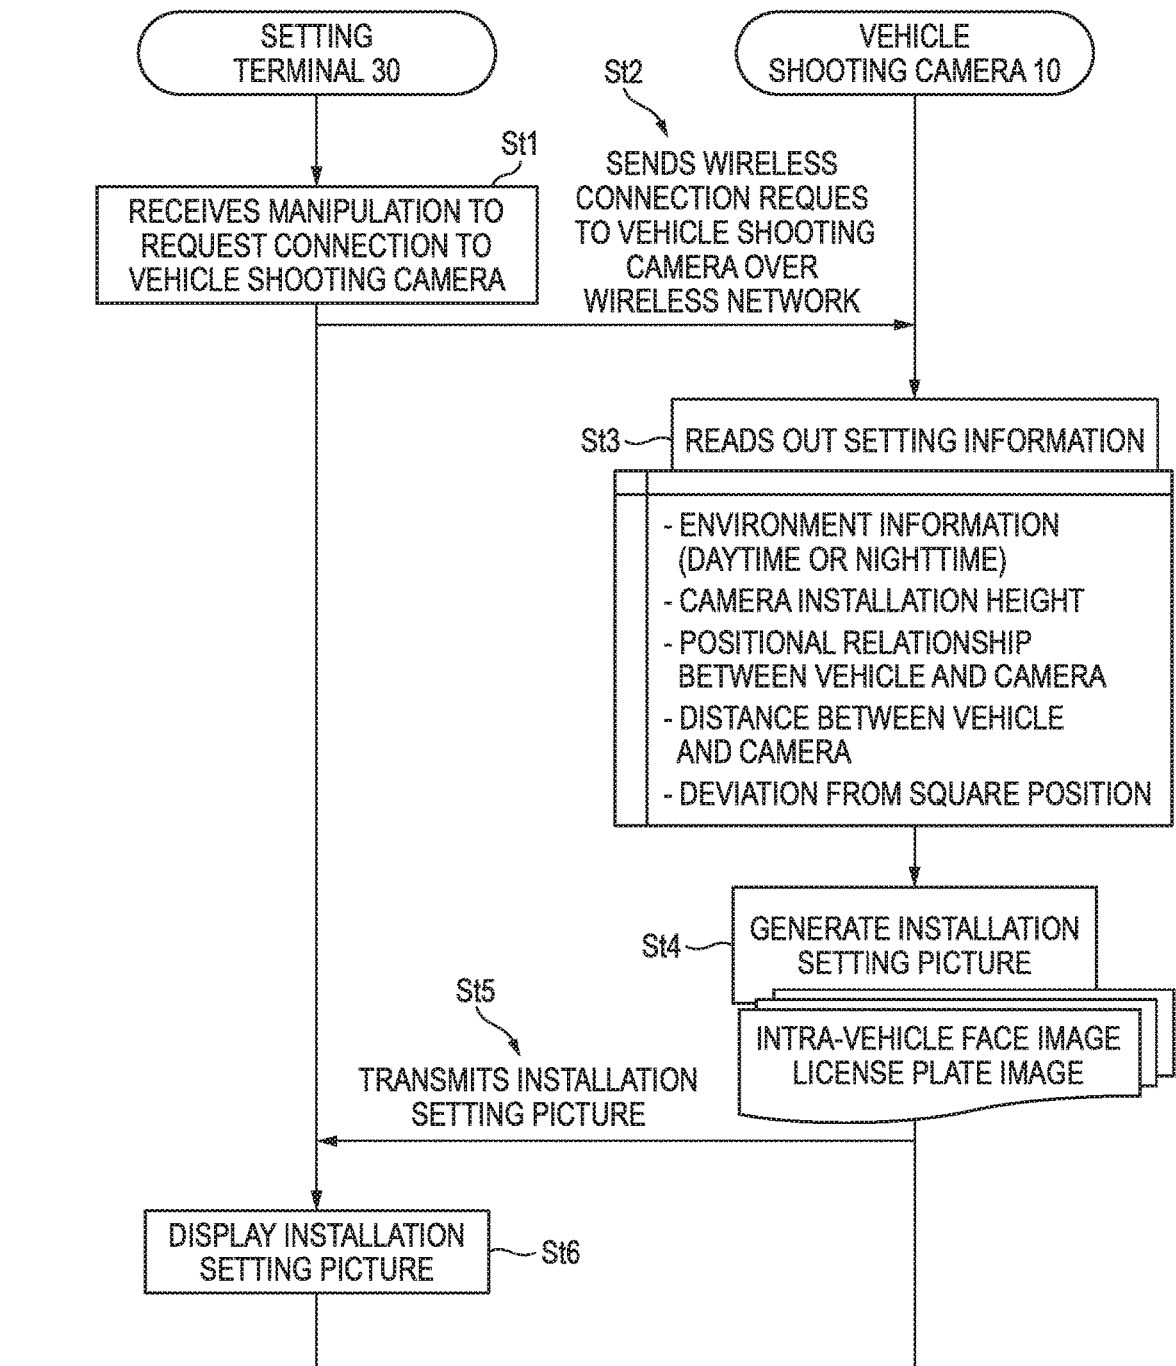 SETTING
TERMINAL 30
VEHICLE
SHOOTING CAMERA 10
St2
St1
SENDS WIRELESS
CONNECTION REQUES
TO VEHICLE SHOOTING
CAMERA OVER
WIRELESS NETWORK
RECEIVES MANIPULATION TO
REQUEST CONNECTION TO
VEHICLE SHOOTING CAMERA
St3
READS OUT SETTING INFORMATION
- ENVIRONMENT INFORMATION
(DAYTIME OR NIGHTTIME)
- CAMERA INSTALLATION HEIGHT
- POSITIONAL RELATIONSHIP
BETWEEN VEHICLE AND CAMERA
- DISTANCE BETWEEN VEHICLE
AND CAMERA
- DEVIATION FROM SQUARE POSITION
St4
GENERATE INSTALLATION
SETTING PICTURE
INTRA-VEHICLE FACE IMAGE
LICENSE PLATE IMAGE
St5
TRANSMITS INSTALLATION
SETTING PICTURE
DISPLAY INSTALLATION
SETTING PICTURE
St6